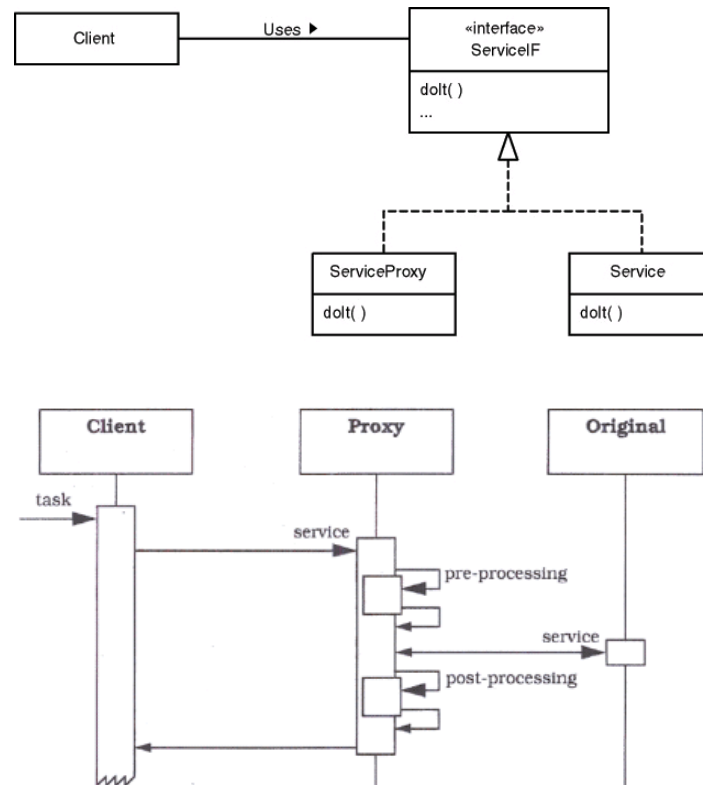 Client
Uses
«interface»
ServiceIF
doIt( )
...
ServiceProxy
doIt( )
Service
doIt( )
Client
Proxy
Original
task
service
pre-processing
service
post-processing